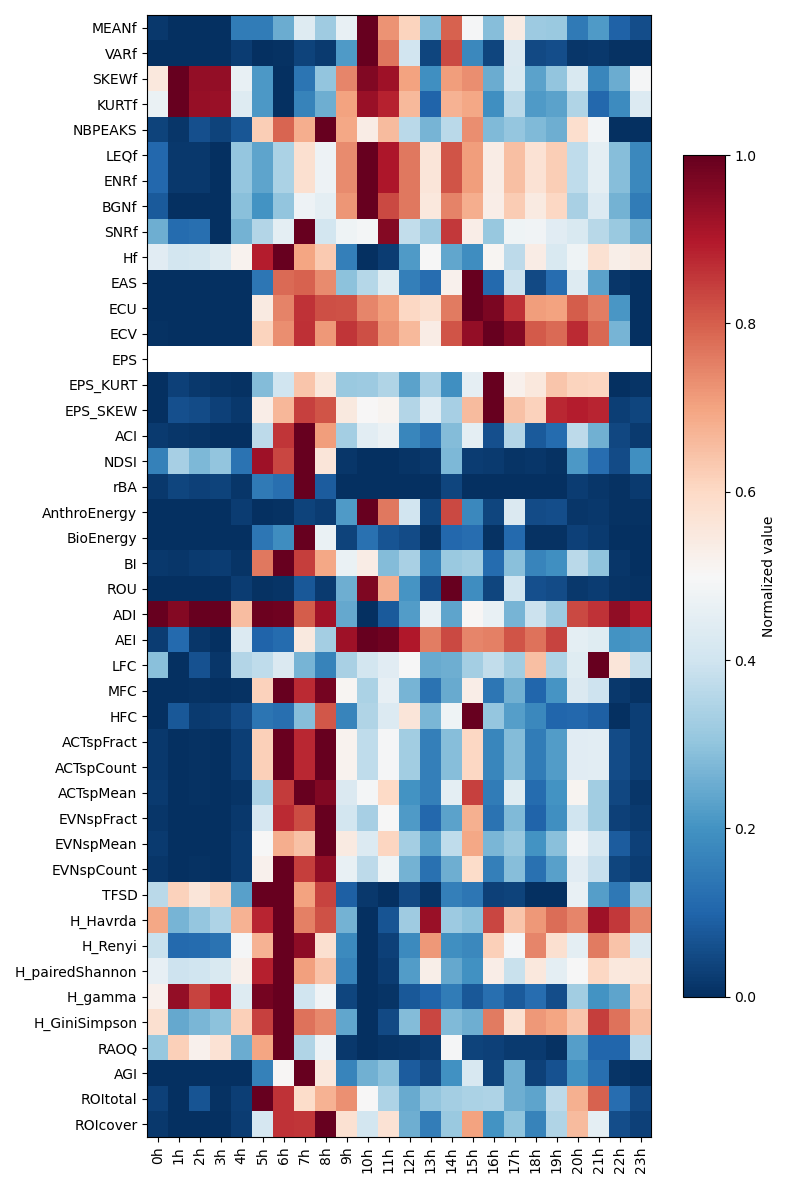 MEANf
VARf
SKEWf
KURTf
NBPEAKS
LEQf
ENRf
BGNf
SNRf
Hf
EAS
ECU
ECV
EPS
EPS_KURT
EPS_SKEW
ACI
NDSI
rBA
AnthroEnergy
BioEnergy
BI
ROU
ADI
AEI
LFC
MFC
HFC
ACTspFract
ACTspCount
ACTspMean
EVNspFract
EVNspMean
EVNspCount
TFSD
H_Havrda
H_Renyi
H_pairedShannon
H_gamma
H_GiniSimpson
RAOQ
AGI
ROItotal
ROIcover
0h 1h 2h 3h 4h 5h 6h 7h 8h 9h 10h 11h 12h 13h 14h 15h 16h 17h 18h 19h 20h 21h 22h 23h
1.0
0.8
0.6
0.4
0.2
0.0
Normalized value